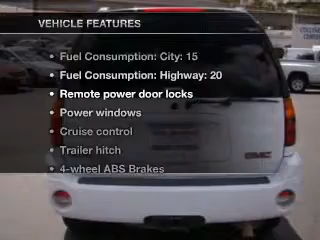 VEHICLE FEATURES
• Fuel Consumption: City: 15
• Fuel Consumption: Highway: 20
• Remote power door locks
• Power windows
• Cruise control
• Trailer hitch
• 4-wheel ABS Brakes
GMC